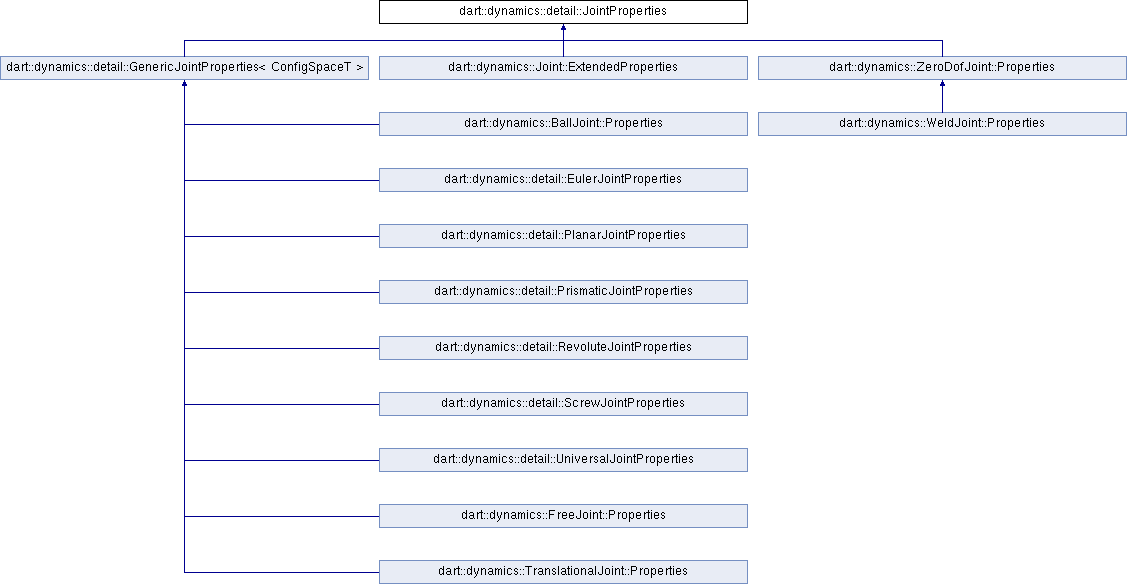 dart::dynamics::detail::JointProperties
dart::dynamics::detail::GenericJointProperties< ConfigSpaceT >
dart::dynamics::Joint::ExtendedProperties
dart::dynamics::ZeroDofJoint::Properties
dart::dynamics::BallJoint::Properties
dart::dynamics::WeldJoint::Properties
dart::dynamics::detail::EulerJointProperties
dart::dynamics::detail::PlanarJointProperties
dart::dynamics::detail::PrismaticJointProperties
dart::dynamics::detail::RevoluteJointProperties
dart::dynamics::detail::ScrewJointProperties
dart::dynamics::detail::UniversalJointProperties
dart::dynamics::FreeJoint::Properties
dart::dynamics::TranslationalJoint::Properties